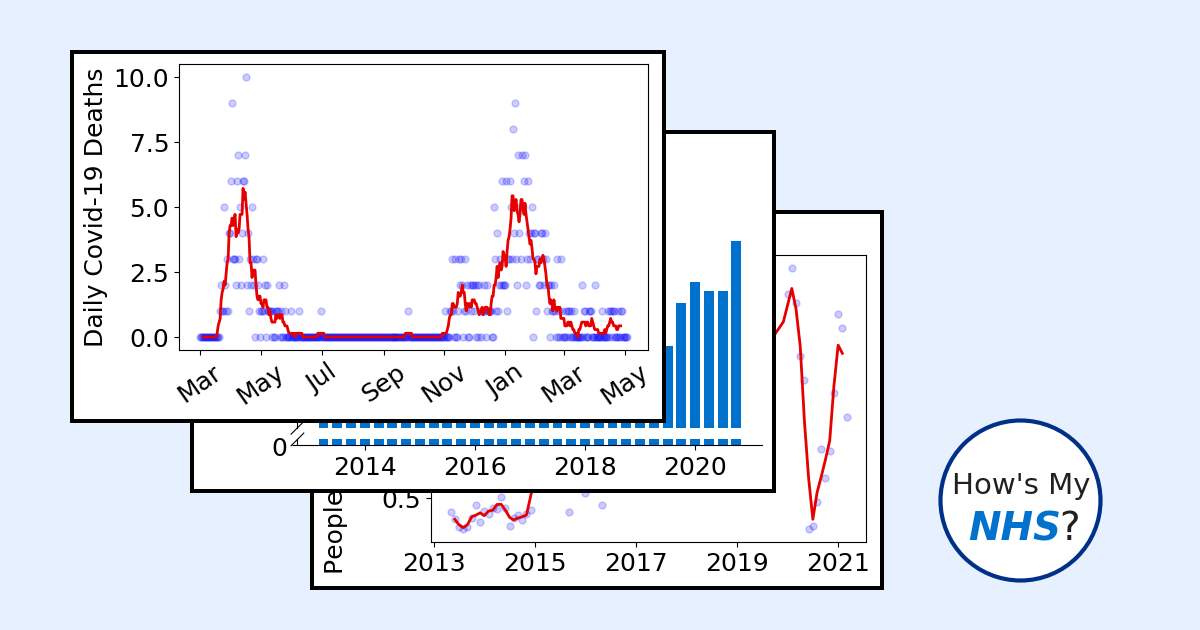 Daily Covid-19 Deaths
10.0
7.5
5.0
2.5
0.0
Mar May Jul Sep Nov Jan Mar May
0
2014 2016 2018 2020
People
0.5
2013 2015 2017 2019 2021
How's My
NHS?